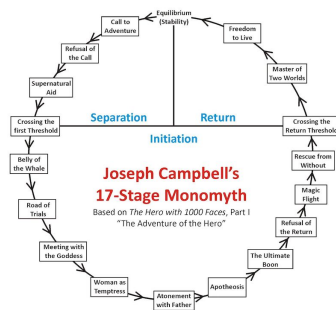 Equilibrium
(Stability)
Call to
Adventure
Refusal of
the Call
Supernatural
Aid
Crossing the
first Threshold
Belly of
the Whale
Road of
Trials
Meeting with
the Goddess
Woman as
Temptress
Atonement
with Father
Apotheosis
The Ultimate
Boon
Refusal of
the Return
Magic
Flight
Rescue from
Without
Crossing the
Return Threshold
Master of
Two Worlds
Freedom
to Live
Separation
Return
Initiation
Joseph Campbell's
17-Stage Monomyth
Based on The Hero with 1000 Faces, Part I
"The Adventure of the Hero"